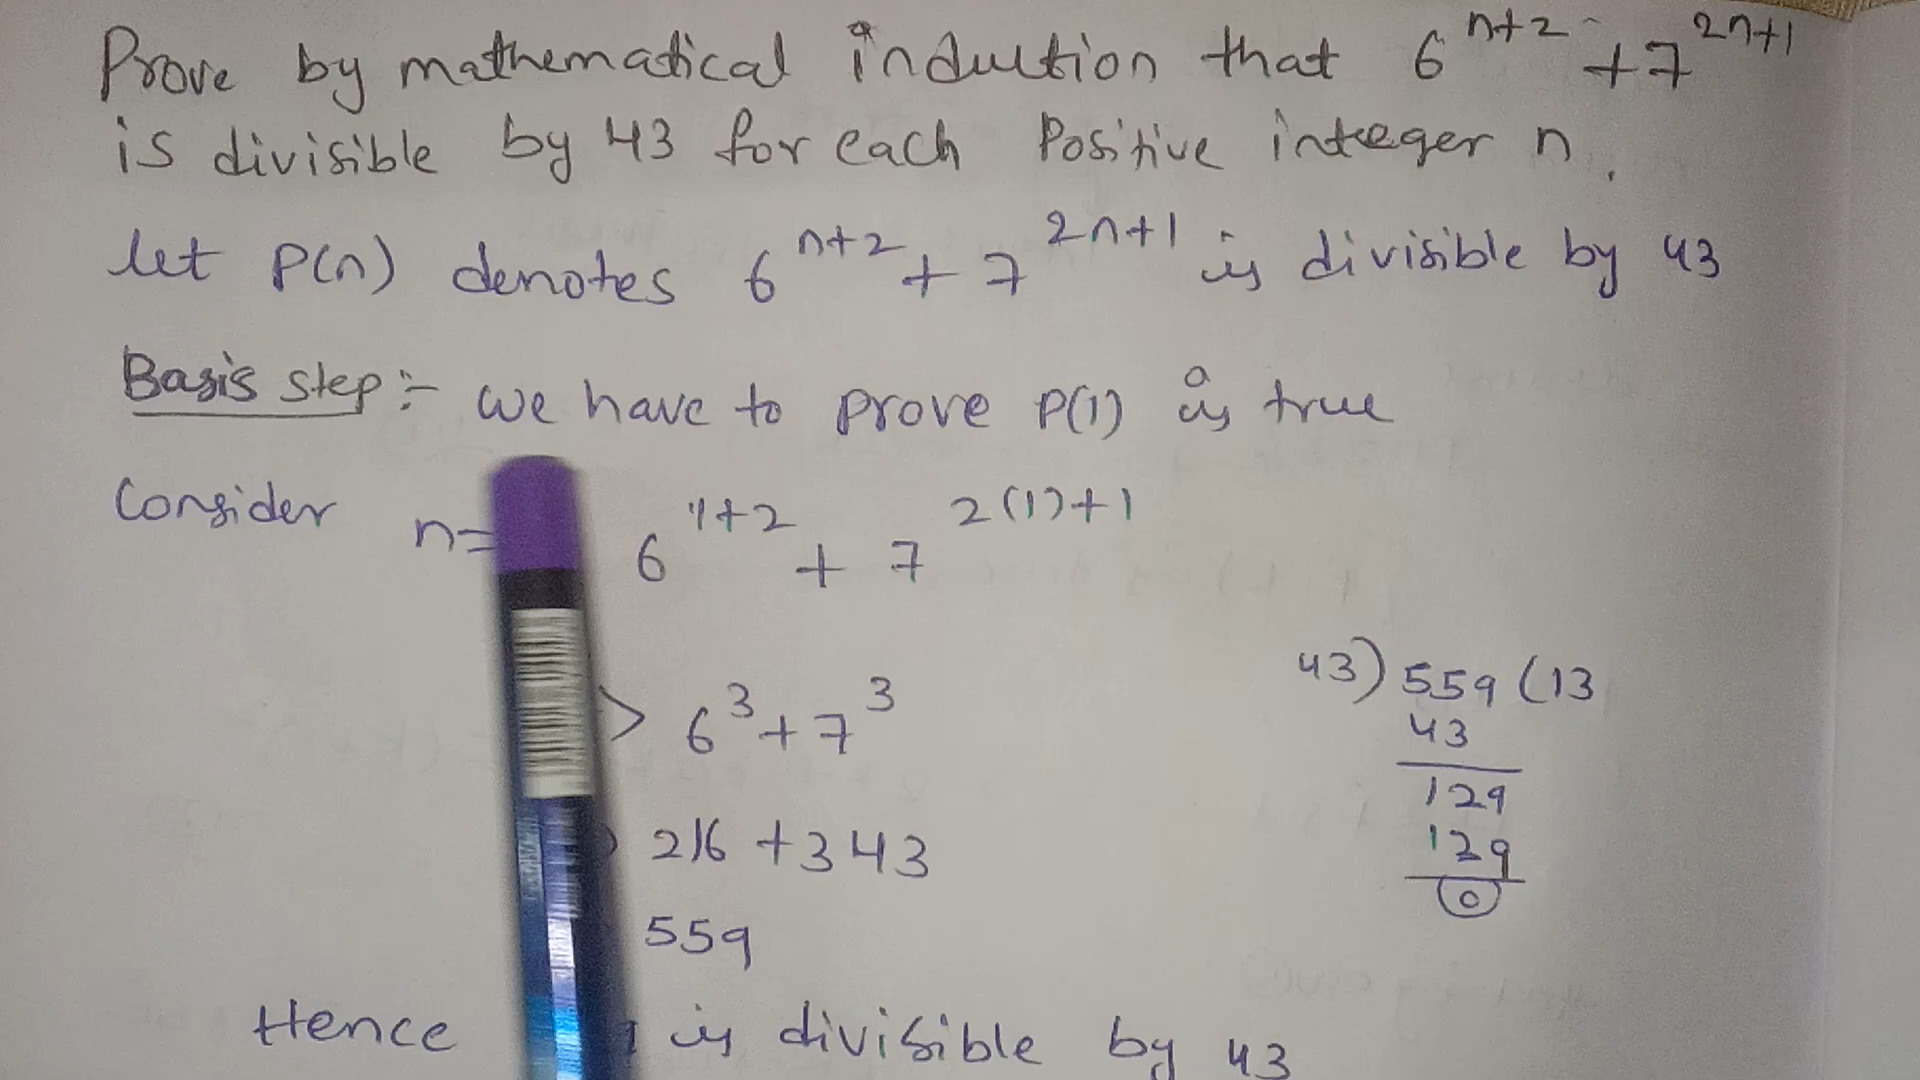 Prove by mathematical induction that 6^{n+2} + 7^{2n+1}
is divisible by 43 for each Positive integer n.
let P(n) denotes 6^{n+2} + 7^{2n+1} is divisible by 43
Basis step :- we have to prove P(1) is true
Consider n= 6^{1+2} + 7^{2(1)+1}
> 6^3 + 7^3
216 + 343
559
Hence is divisible by 43
43) 559 (13
43
129
129
0